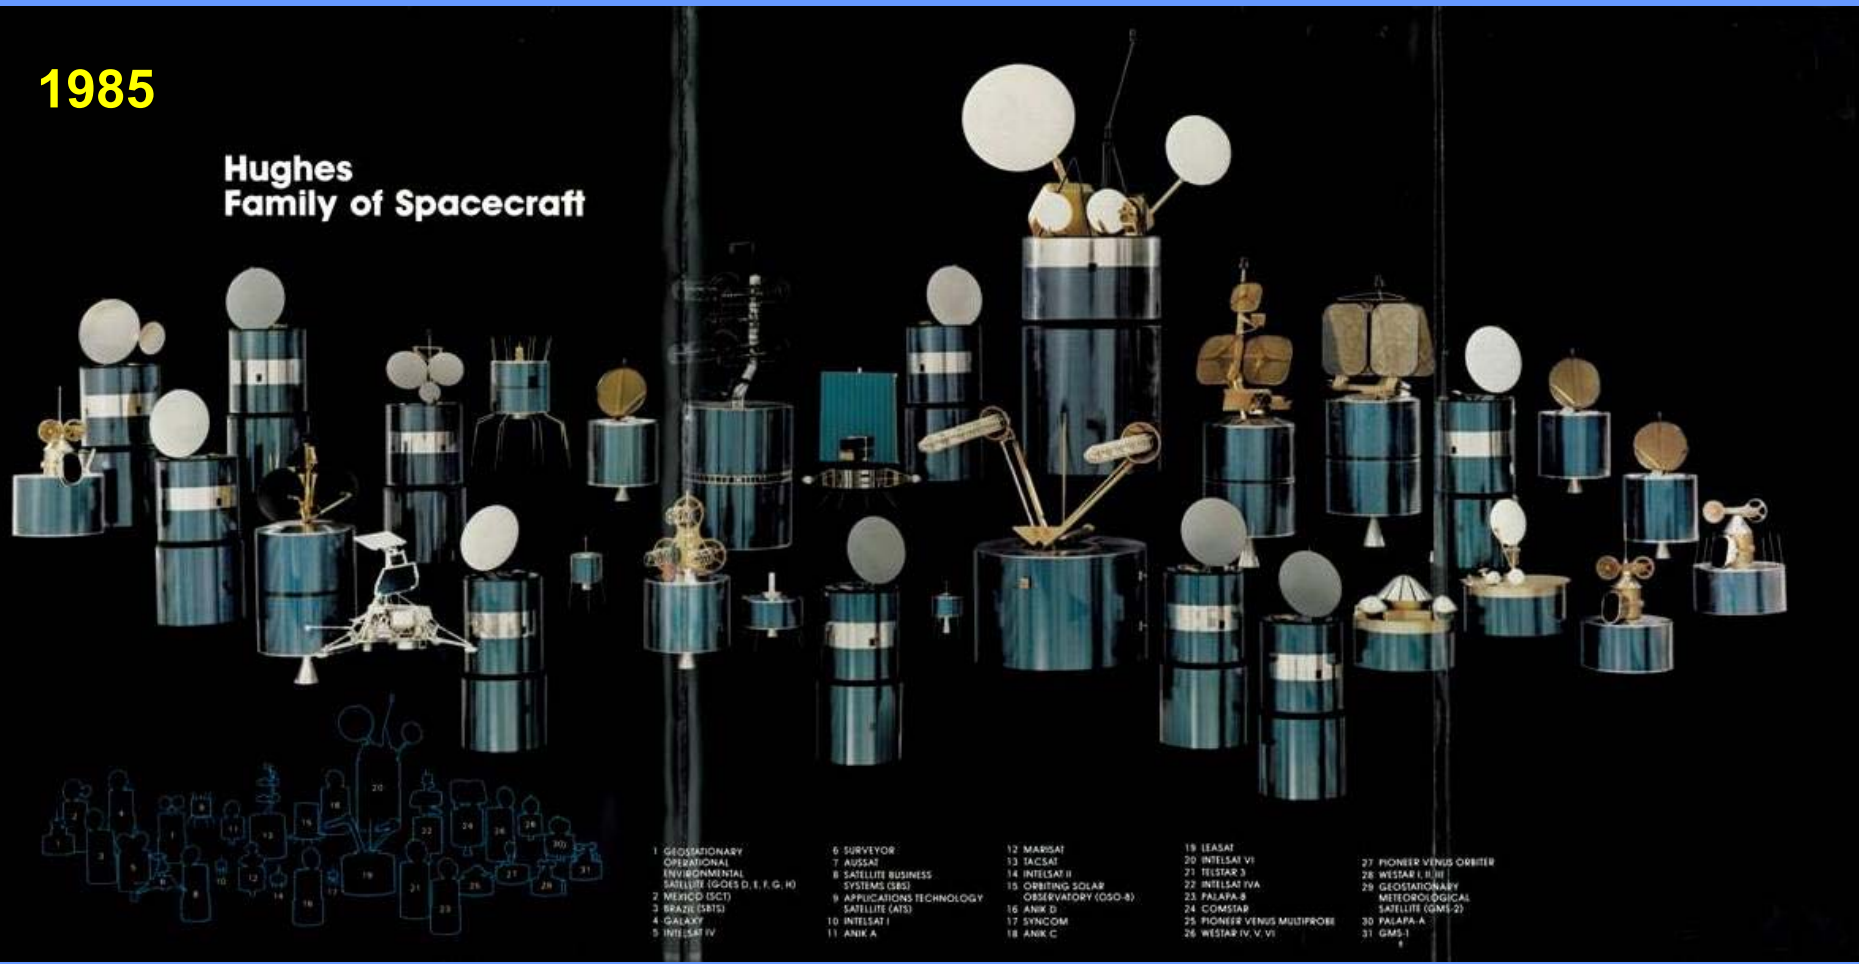 1985
Hughes
Family of Spacecraft
1 GEOSTATIONARY
OPERATIONAL
ENVIRONMENTAL
SATELLITE (GOES D, E, F, G, H)
2 MEXICO (SCT)
3 BRAZIL (SBTS)
4 GALAXY
5 INTELSAT IV
6 SURVEYOR
7 AUSSAT
8 SATELLITE BUSINESS
SYSTEMS (SBS)
9 APPLICATIONS TECHNOLOGY
SATELLITE (ATS)
10 INTELSAT I
11 ANIK A
12 MARISAT
13 TACSAT
14 INTELSAT II
15 ORBITING SOLAR
OBSERVATORY (OSO-8)
16 ANIK D
17 SYNCOM
18 ANIK C
19 LEASAT
20 INTELSAT VI
21 TELSTAR 3
22 INTELSAT IVA
23 PALAPA-B
24 COMSTAR
25 PIONEER VENUS MULTIPROBE
26 WESTAR IV, V, VI
27 PIONEER VENUS ORBITER
28 WESTAR I, II, III
29 GEOSTATIONARY
METEOROLOGICAL
SATELLITE (GMS-2)
30 PALAPA-A
31 GMS-1